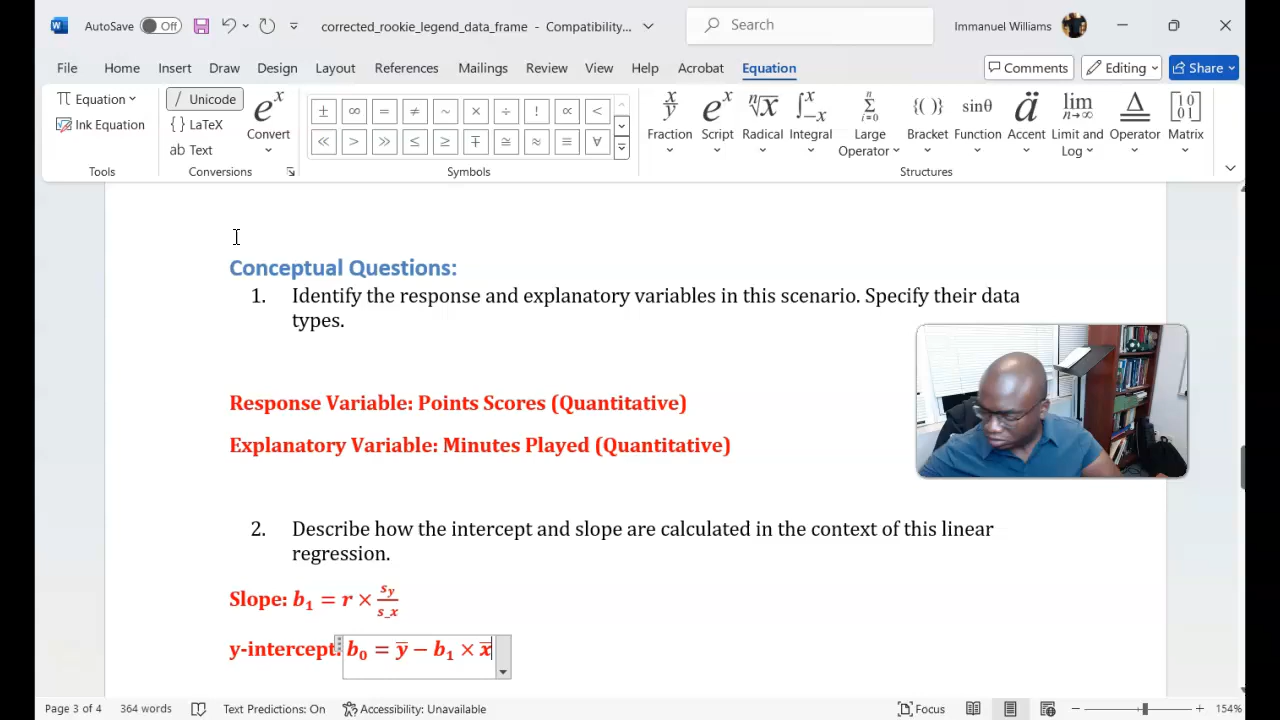 AutoSave Off corrected_rookie_legend_data_frame - Compatibility... Search Immanuel Williams
File Home Insert Draw Design Layout References Mailings Review View Help Acrobat Equation Comments Editing Share
π Equation Unicode
Ink Equation {} LaTeX
ab Text
Convert
± ∞ = ≠ ~ × ÷ ! ∝ <
≪ > ≫ ≤ ≥ ∓ ≅ ≈ ≡ ∀
Fraction Script Radical Integral Large Operator Bracket Function Accent Limit and Log Operator Matrix
Tools Conversions Symbols Structures
Conceptual Questions:
1. Identify the response and explanatory variables in this scenario. Specify their data
types.
Response Variable: Points Scores (Quantitative)
Explanatory Variable: Minutes Played (Quantitative)
2. Describe how the intercept and slope are calculated in the context of this linear
regression.
Slope: b₁ = r × s_y/s_x
y-intercept: b₀ = ȳ − b₁ × x̄
Page 3 of 4 364 words Text Predictions: On Accessibility: Unavailable Focus 154%